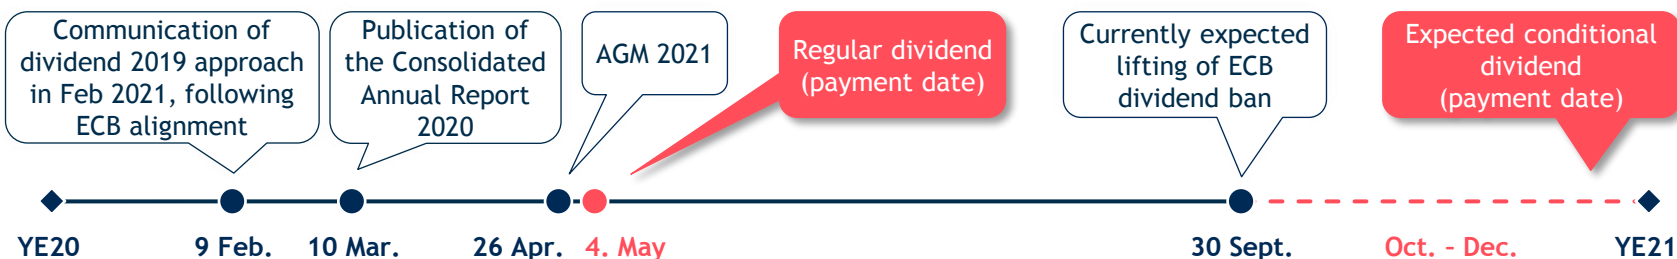 Communication of
dividend 2019 approach
in Feb 2021, following
ECB alignment
Publication of
the Consolidated
Annual Report
2020
AGM 2021
Regular dividend
(payment date)
Currently expected
lifting of ECB
dividend ban
Expected conditional
dividend
(payment date)
YE20
9 Feb.
10 Mar.
26 Apr.
4. May
30 Sept.
Oct. – Dec.
YE21